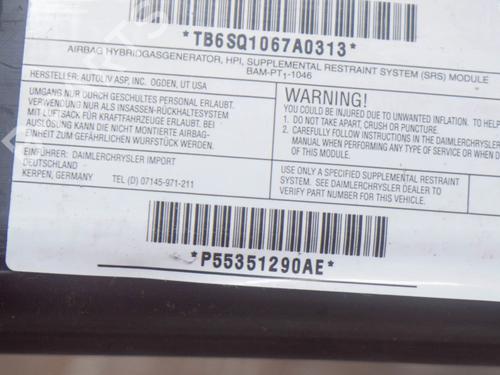 *TB6SQ1067A0313*
AIRBAG HYBRIDGASGENERATOR, HPI, SUPPLEMENTAL RESTRAINT SYSTEM (SRS) MODULE
BAM-PT1-1046
HERSTELLER: AUTOLIV ASP, INC. OGDEN, UT USA
UMGANG NUR DURCH GESCHULTES PERSONAL ERLAUBT.
VERWENDUNG NUR ALS INSASSEN-RÜCKHALTESYSTEM
MIT LUFTSACK FÜR KRAFTFAHRZEUGE ERLAUBT. DAS
AUSLÖSEN KANN DIE NICHT MONTIERTE AIRBAG-
EINHEIT ZUM GEFÄHRLICHEN WURFSTÜCK WERDEN.
EINFÜHRER: DAIMLERCHRYSLER IMPORT
DEUTSCHLAND
KERPEN, GERMANY TEL (D) 07145-971-211
WARNING!
YOU COULD BE INJURED DUE TO UNWANTED INFLATION. TO HELP
1. DO NOT TAKE APART, CRUSH OR PUNCTURE.
2. CAREFULLY FOLLOW INSTRUCTIONS IN THE DAIMLERCHRYSLER
MANUAL WHEN PERFORMING ANY TYPE OF SERVICE OR WHEN
OF THIS MODULE.
USE ONLY A SPECIFIED SUPPLEMENTAL RESTRAINT
SYSTEM. SEE DAIMLERCHRYSLER DEALER TO
VERIFY PART NUMBER FOR THIS VEHICLE.
*P55351290AE*